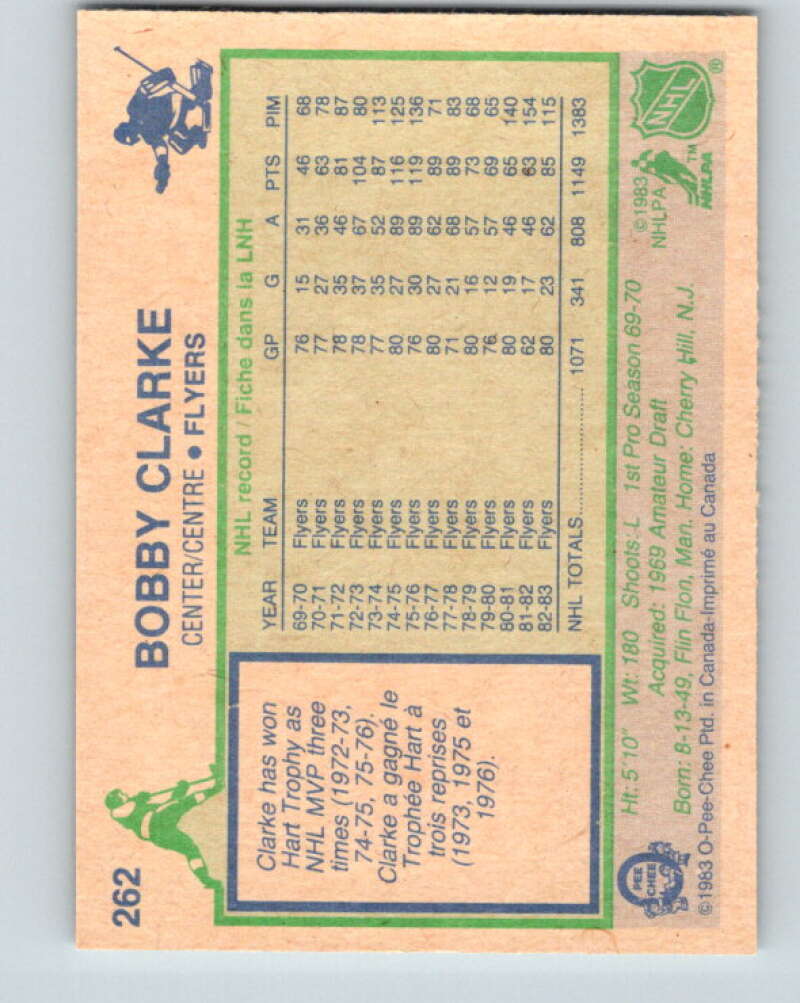 262
BOBBY CLARKE
CENTER/CENTRE • FLYERS
Clarke has won
Hart Trophy as
NHL MVP three
times (1972-73,
74-75, 75-76).
Clarke a gagné le
Trophée Hart à
trois reprises
(1973, 1975 et
1976).
NHL record / Fiche dans la LNH
YEAR TEAM GP G A PTS PIM
69-70 Flyers 76 15 31 46 68
70-71 Flyers 77 27 36 63 78
71-72 Flyers 78 35 46 81 87
72-73 Flyers 78 37 67 104 80
73-74 Flyers 77 35 52 87 113
74-75 Flyers 80 27 89 116 125
75-76 Flyers 76 30 89 119 136
76-77 Flyers 80 27 62 89 71
77-78 Flyers 71 21 68 89 83
78-79 Flyers 80 16 57 73 68
79-80 Flyers 76 12 57 69 65
80-81 Flyers 80 19 46 65 140
81-82 Flyers 62 17 46 63 154
82-83 Flyers 80 23 62 85 115
NHL TOTALS.................... 1071 341 808 1149 1383
Ht: 5'10" Wt: 180 Shoots: L 1st Pro Season 69-70
Acquired: 1969 Amateur Draft
Born: 8-13-49, Flin Flon, Man. Home: Cherry Hill, N.J.
©1983 O-Pee-Chee Ptd. in Canada-Imprimé au Canada
O PEE CHEE
©1983
NHLPA
NHLPA
TM
NHL
®